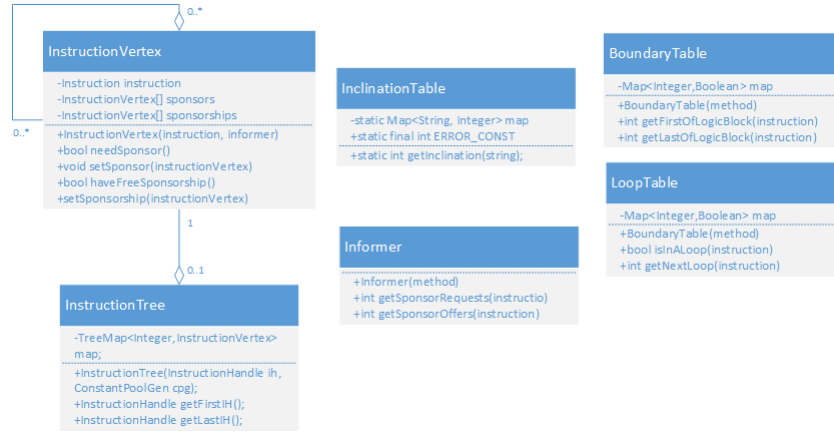 0..*
InstructionVertex
-Instruction instruction
-InstructionVertex[] sponsors
-InstructionVertex[] sponsorships
0..*
+InstructionVertex(instruction, informer)
+bool needSponsor()
+void setSponsor(instructionVertex)
+bool haveFreeSponsorship()
+setSponsorship(instructionVertex)
1
0..1
InstructionTree
-TreeMap<Integer,InstructionVertex>
map;
+InstructionTree(InstructionHandle ih,
ConstantPoolGen cpg);
+InstructionHandle getFirstIH();
+InstructionHandle getLastIH();
InclinationTable
-static Map<String, Integer> map
+static final int ERROR_CONST
+static int getInclination(string);
Informer
+Informer(method)
+int getSponsorRequests(instructio)
+int getSponsorOffers(instruction)
BoundaryTable
-Map<Integer,Boolean> map
+BoundaryTable(method)
+int getFirstOfLogicBlock(instruction)
+int getLastOfLogicBlock(instruction)
LoopTable
-Map<Integer,Boolean> map
+BoundaryTable(method)
+bool isInALoop(instruction)
+int getNextLoop(instruction)